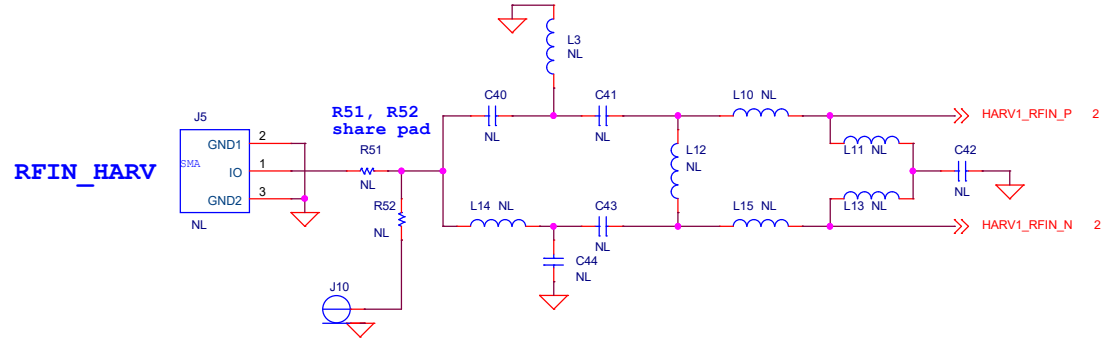 L3
NL
C40
NL
C41
NL
L10 NL
HARV1_RFIN_P 2
R51, R52
share pad
J5
GND1
2
SMA
IO
1
GND2
3
NL
RFIN_HARV
R51
NL
R52
NL
L12
NL
L11 NL
C42
NL
L14 NL
C43
NL
L15 NL
L13 NL
HARV1_RFIN_N 2
C44
NL
J10